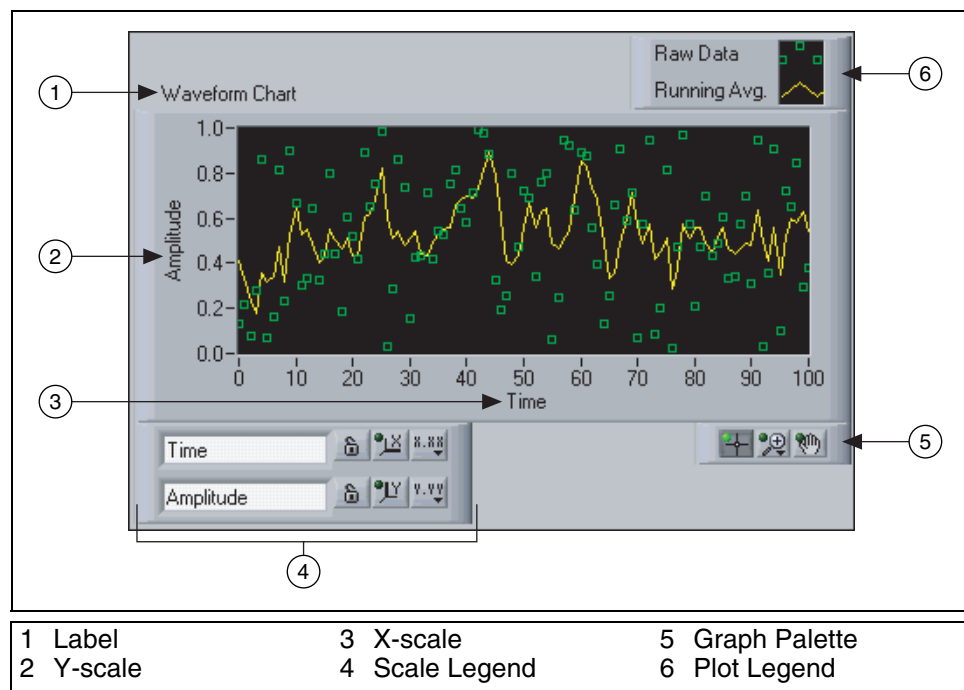 Raw Data
Running Avg.
6
1
Waveform Chart
1.0
0.8
0.6
0.4
0.2
0.0
2
Amplitude
0 10 20 30 40 50 60 70 80 90 100
3
Time
Time
X
X.XX
5
Amplitude
Y
Y.YY
4
1 Label 3 X-scale 5 Graph Palette
2 Y-scale 4 Scale Legend 6 Plot Legend